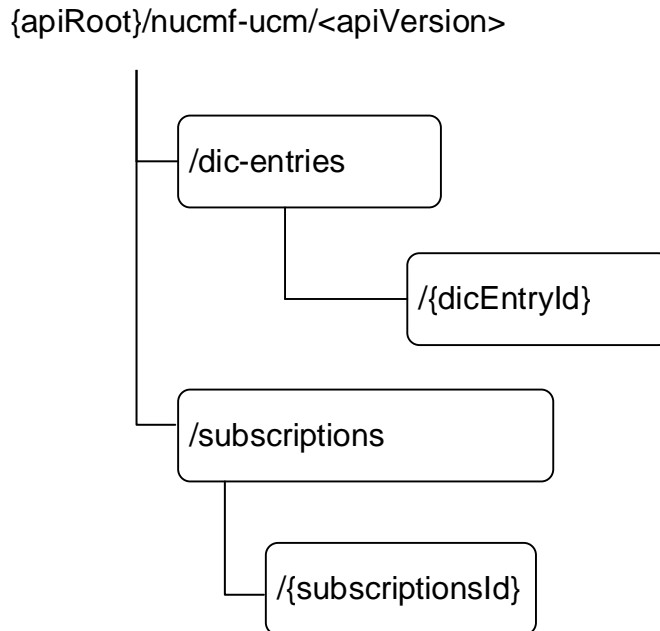 {apiRoot}/nucmf-ucm/<apiVersion>
/dic-entries
/{dicEntryId}
/subscriptions
/{subscriptionsId}